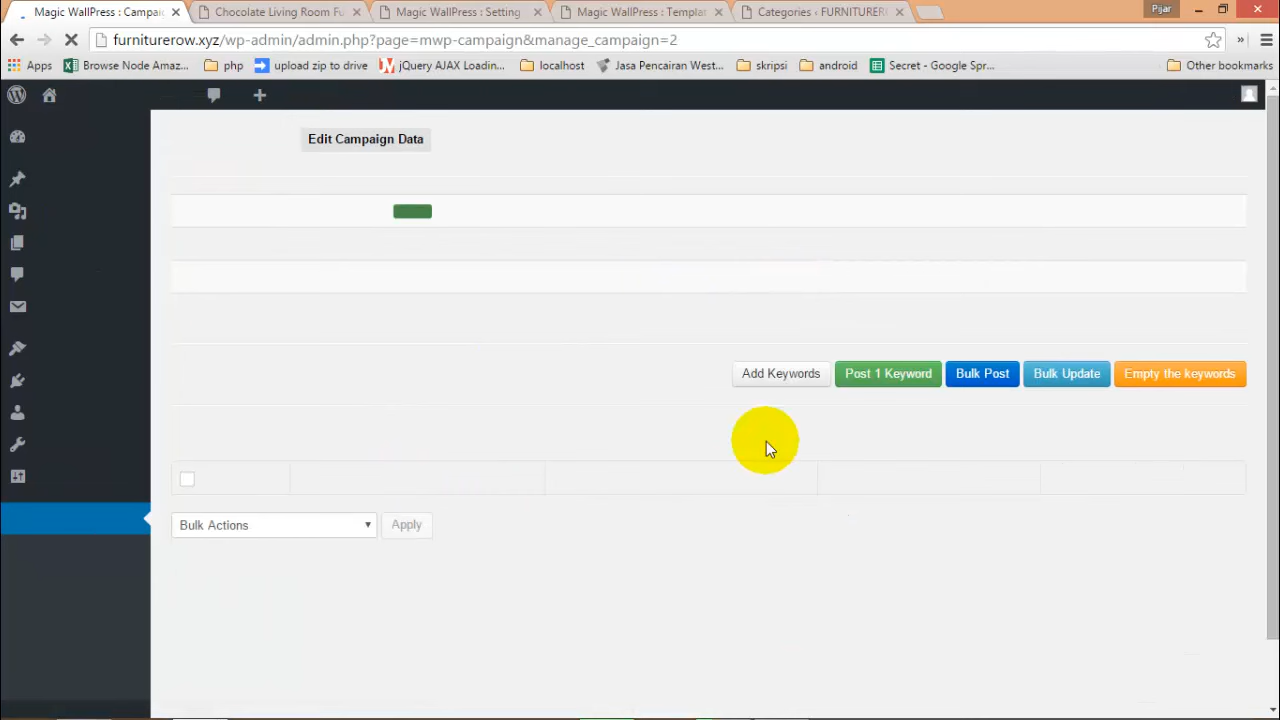 Magic WallPress : Campai
Chocolate Living Room Fu
Magic WallPress : Setting
Magic WallPress : Templat
Categories ‹ FURNITURER
Pijar
furniturerow.xyz/wp-admin/admin.php?page=mwp-campaign&manage_campaign=2
Apps
Browse Node Amaz...
php
upload zip to drive
jQuery AJAX Loadin...
localhost
Jasa Pencairan West...
skripsi
android
Secret - Google Spr...
Other bookmarks
Edit Campaign Data
Add Keywords
Post 1 Keyword
Bulk Post
Bulk Update
Empty the keywords
Bulk Actions
Apply